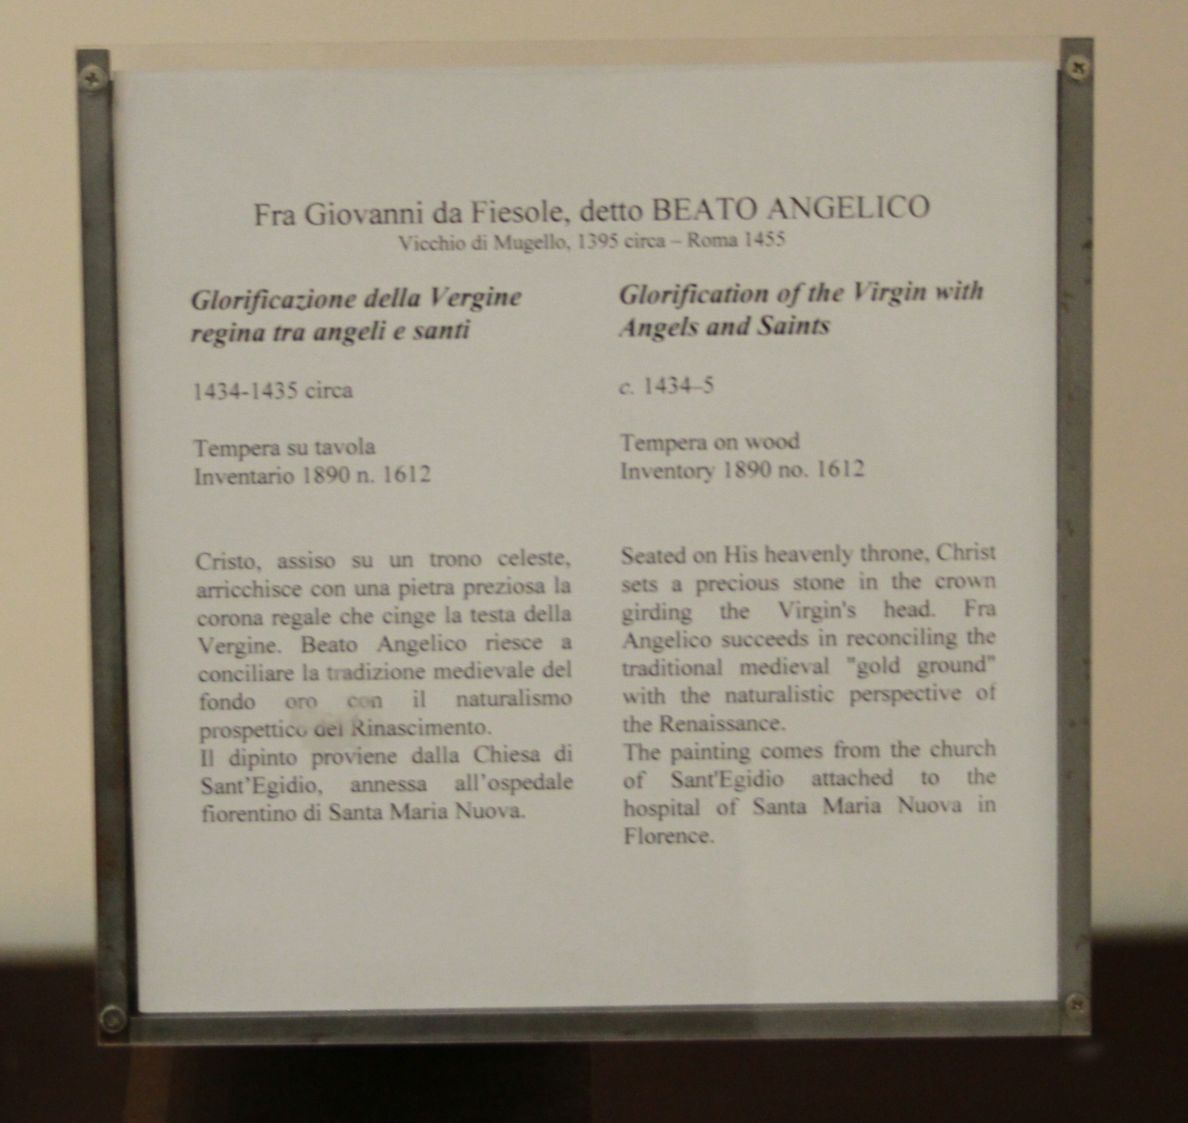 Fra Giovanni da Fiesole, detto BEATO ANGELICO
Vicchio di Mugello, 1395 circa – Roma 1455
Glorificazione della Vergine
regina tra angeli e santi
1434-1435 circa
Tempera su tavola
Inventario 1890 n. 1612
Cristo, assiso su un trono celeste,
arricchisce con una pietra preziosa la
corona regale che cinge la testa della
Vergine. Beato Angelico riesce a
conciliare la tradizione medievale del
fondo oro con il naturalismo
prospettico del Rinascimento.
Il dipinto proviene dalla Chiesa di
Sant’Egidio, annessa all’ospedale
fiorentino di Santa Maria Nuova.
Glorification of the Virgin with
Angels and Saints
c. 1434–5
Tempera on wood
Inventory 1890 no. 1612
Seated on His heavenly throne, Christ
sets a precious stone in the crown
girding the Virgin's head. Fra
Angelico succeeds in reconciling the
traditional medieval "gold ground"
with the naturalistic perspective of
the Renaissance.
The painting comes from the church
of Sant'Egidio attached to the
hospital of Santa Maria Nuova in
Florence.